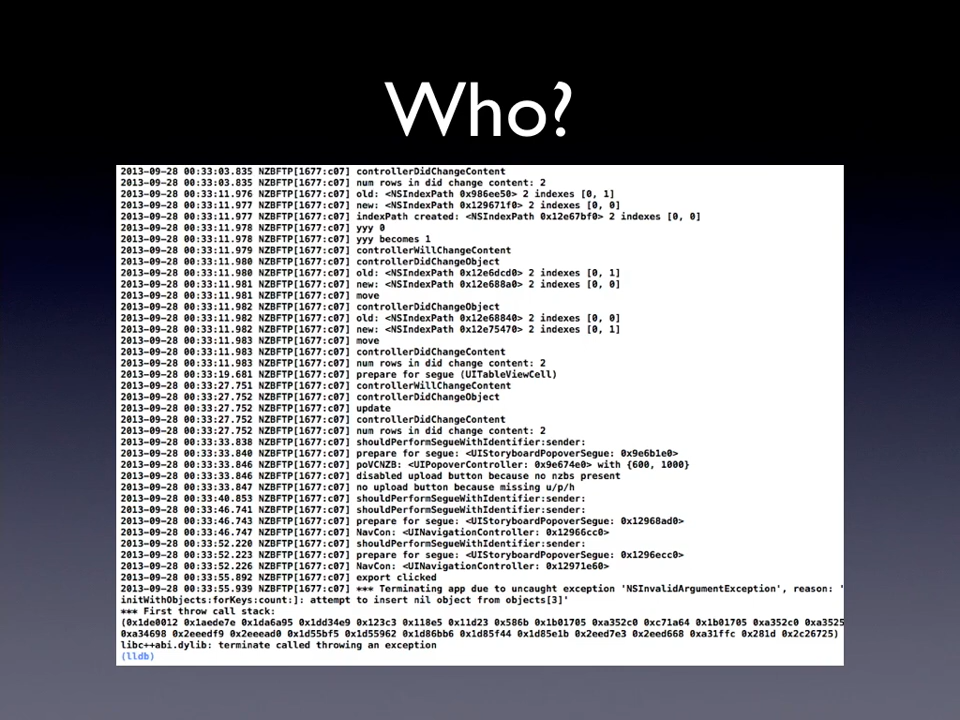 Who?
2013-09-28 00:33:03.835 NZBFTP[1677:c07] controllerDidChangeContent
2013-09-28 00:33:03.835 NZBFTP[1677:c07] num rows in did change content: 2
2013-09-28 00:33:11.976 NZBFTP[1677:c07] old: <NSIndexPath 0x986ee50> 2 indexes [0, 1]
2013-09-28 00:33:11.977 NZBFTP[1677:c07] new: <NSIndexPath 0x129671f0> 2 indexes [0, 0]
2013-09-28 00:33:11.977 NZBFTP[1677:c07] indexPath created: <NSIndexPath 0x12e67bf0> 2 indexes [0, 0]
2013-09-28 00:33:11.978 NZBFTP[1677:c07] yyy 0
2013-09-28 00:33:11.978 NZBFTP[1677:c07] yyy becomes 1
2013-09-28 00:33:11.979 NZBFTP[1677:c07] controllerWillChangeContent
2013-09-28 00:33:11.980 NZBFTP[1677:c07] controllerDidChangeObject
2013-09-28 00:33:11.980 NZBFTP[1677:c07] old: <NSIndexPath 0x12e6dcd0> 2 indexes [0, 1]
2013-09-28 00:33:11.981 NZBFTP[1677:c07] new: <NSIndexPath 0x12e688a0> 2 indexes [0, 0]
2013-09-28 00:33:11.981 NZBFTP[1677:c07] move
2013-09-28 00:33:11.982 NZBFTP[1677:c07] controllerDidChangeObject
2013-09-28 00:33:11.982 NZBFTP[1677:c07] old: <NSIndexPath 0x12e68840> 2 indexes [0, 0]
2013-09-28 00:33:11.982 NZBFTP[1677:c07] new: <NSIndexPath 0x12e75470> 2 indexes [0, 1]
2013-09-28 00:33:11.983 NZBFTP[1677:c07] move
2013-09-28 00:33:11.983 NZBFTP[1677:c07] controllerDidChangeContent
2013-09-28 00:33:11.983 NZBFTP[1677:c07] num rows in did change content: 2
2013-09-28 00:33:19.681 NZBFTP[1677:c07] prepare for segue (UITableViewCell)
2013-09-28 00:33:27.751 NZBFTP[1677:c07] controllerWillChangeContent
2013-09-28 00:33:27.752 NZBFTP[1677:c07] controllerDidChangeObject
2013-09-28 00:33:27.752 NZBFTP[1677:c07] update
2013-09-28 00:33:27.752 NZBFTP[1677:c07] controllerDidChangeContent
2013-09-28 00:33:27.752 NZBFTP[1677:c07] num rows in did change content: 2
2013-09-28 00:33:33.838 NZBFTP[1677:c07] shouldPerformSegueWithIdentifier:sender:
2013-09-28 00:33:33.840 NZBFTP[1677:c07] prepare for segue: <UIStoryboardPopoverSegue: 0x9e6b1e0>
2013-09-28 00:33:33.846 NZBFTP[1677:c07] poVCNZB: <UIPopoverController: 0x9e674e0> with {600, 1000}
2013-09-28 00:33:33.846 NZBFTP[1677:c07] disabled upload button because no nzbs present
2013-09-28 00:33:33.847 NZBFTP[1677:c07] no upload button because missing u/p/h
2013-09-28 00:33:40.853 NZBFTP[1677:c07] shouldPerformSegueWithIdentifier:sender:
2013-09-28 00:33:46.741 NZBFTP[1677:c07] shouldPerformSegueWithIdentifier:sender:
2013-09-28 00:33:46.743 NZBFTP[1677:c07] prepare for segue: <UIStoryboardPopoverSegue: 0x12968ad0>
2013-09-28 00:33:46.747 NZBFTP[1677:c07] NavCon: <UINavigationController: 0x12966cc0>
2013-09-28 00:33:52.220 NZBFTP[1677:c07] shouldPerformSegueWithIdentifier:sender:
2013-09-28 00:33:52.223 NZBFTP[1677:c07] prepare for segue: <UIStoryboardPopoverSegue: 0x1296ecc0>
2013-09-28 00:33:52.226 NZBFTP[1677:c07] NavCon: <UINavigationController: 0x12971e60>
2013-09-28 00:33:55.892 NZBFTP[1677:c07] export clicked
2013-09-28 00:33:55.939 NZBFTP[1677:c07] *** Terminating app due to uncaught exception 'NSInvalidArgumentException', reason: '
initWithObjects:forKeys:count:]: attempt to insert nil object from objects[3]'
*** First throw call stack:
(0x1de0012 0x1aede7e 0x1da6a95 0x1dd34e9 0x123c3 0x118e5 0x11d23 0x586b 0x1b01705 0xa352c0 0xc71a64 0x1b01705 0xa352c0 0xa3525
0xa34698 0x2eeedf9 0x2eeead0 0x1d55bf5 0x1d55962 0x1d86bb6 0x1d85f44 0x1d85e1b 0x2eed7e3 0x2eed668 0xa31ffc 0x281d 0x2c26725)
libc++abi.dylib: terminate called throwing an exception
(lldb)